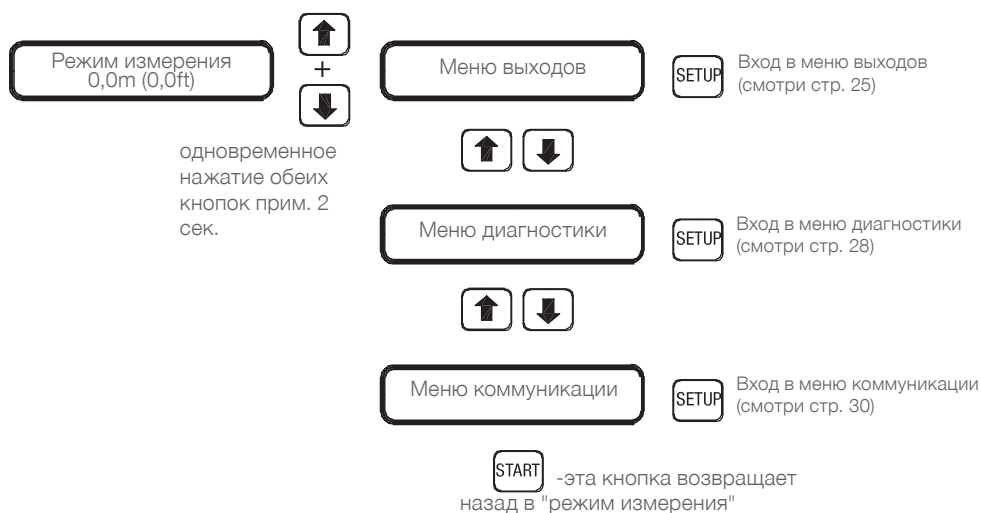 Режим измерения
0,0m (0,0ft)
+
одновременное
нажатие обеих
кнопок прим. 2
сек.
Меню выходов
SETUP
Вход в меню выходов
(смотри стр. 25)
Меню диагностики
SETUP
Вход в меню диагностики
(смотри стр. 28)
Меню коммуникации
SETUP
Вход в меню коммуникации
(смотри стр. 30)
START -эта кнопка возвращает
назад в "режим измерения"